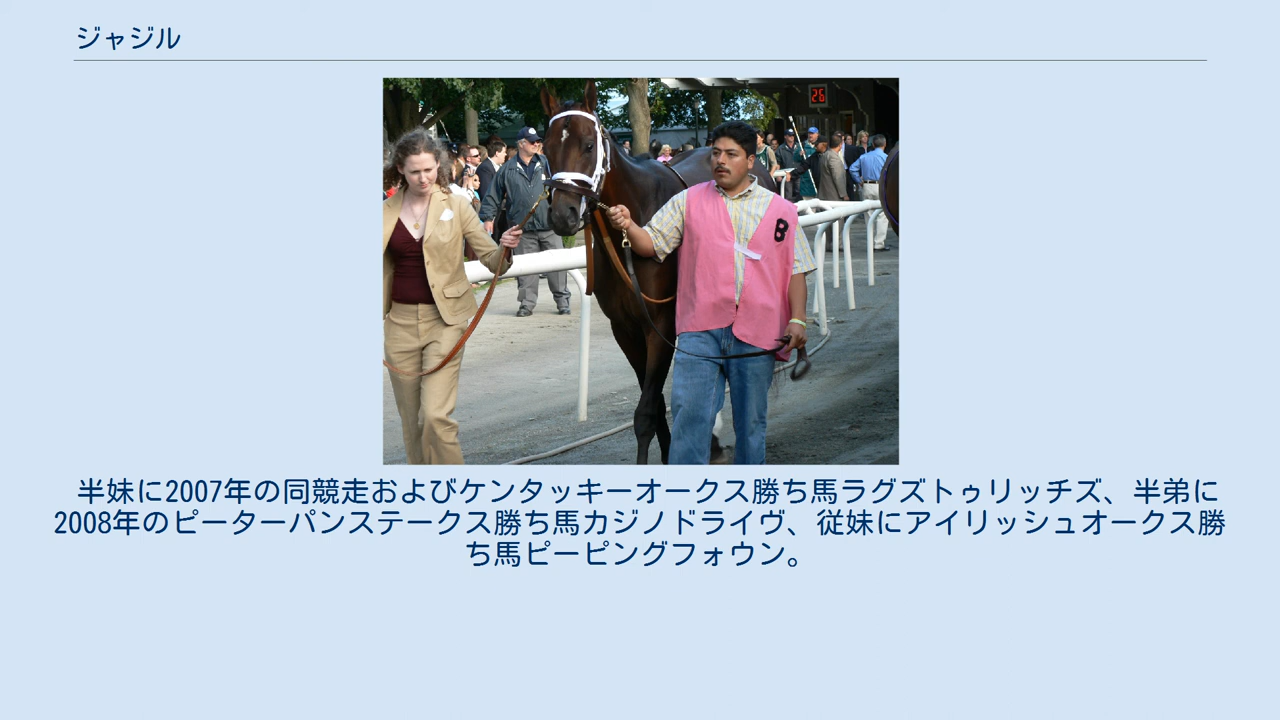 ジャジル
26
B
半妹に2007年の同競走およびケンタッキーオークス勝ち馬ラグズトゥリッチズ、半弟に
2008年のピーターパンステークス勝ち馬カジノドライヴ、従妹にアイリッシュオークス勝
ち馬ピーピングフォウン。